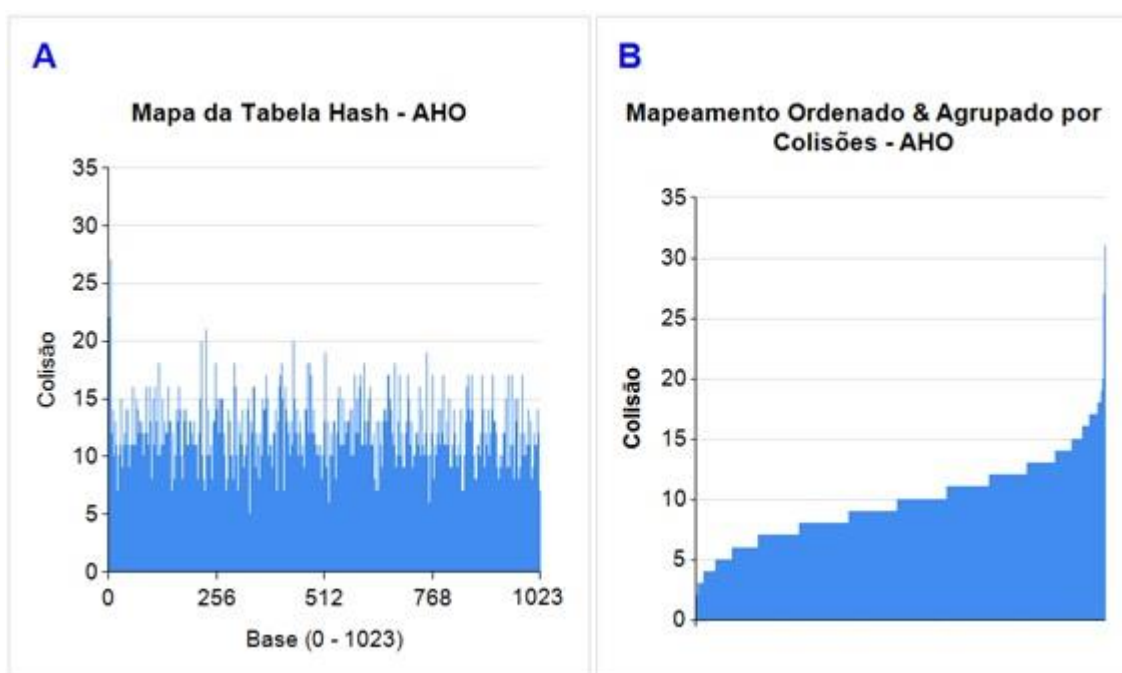 A
Mapa da Tabela Hash - AHO
35
30
25
20
15
10
5
0
Colisão
0 256 512 768 1023
Base (0 - 1023)
B
Mapeamento Ordenado & Agrupado por
Colisões - AHO
35
30
25
20
15
10
5
0
Colisão